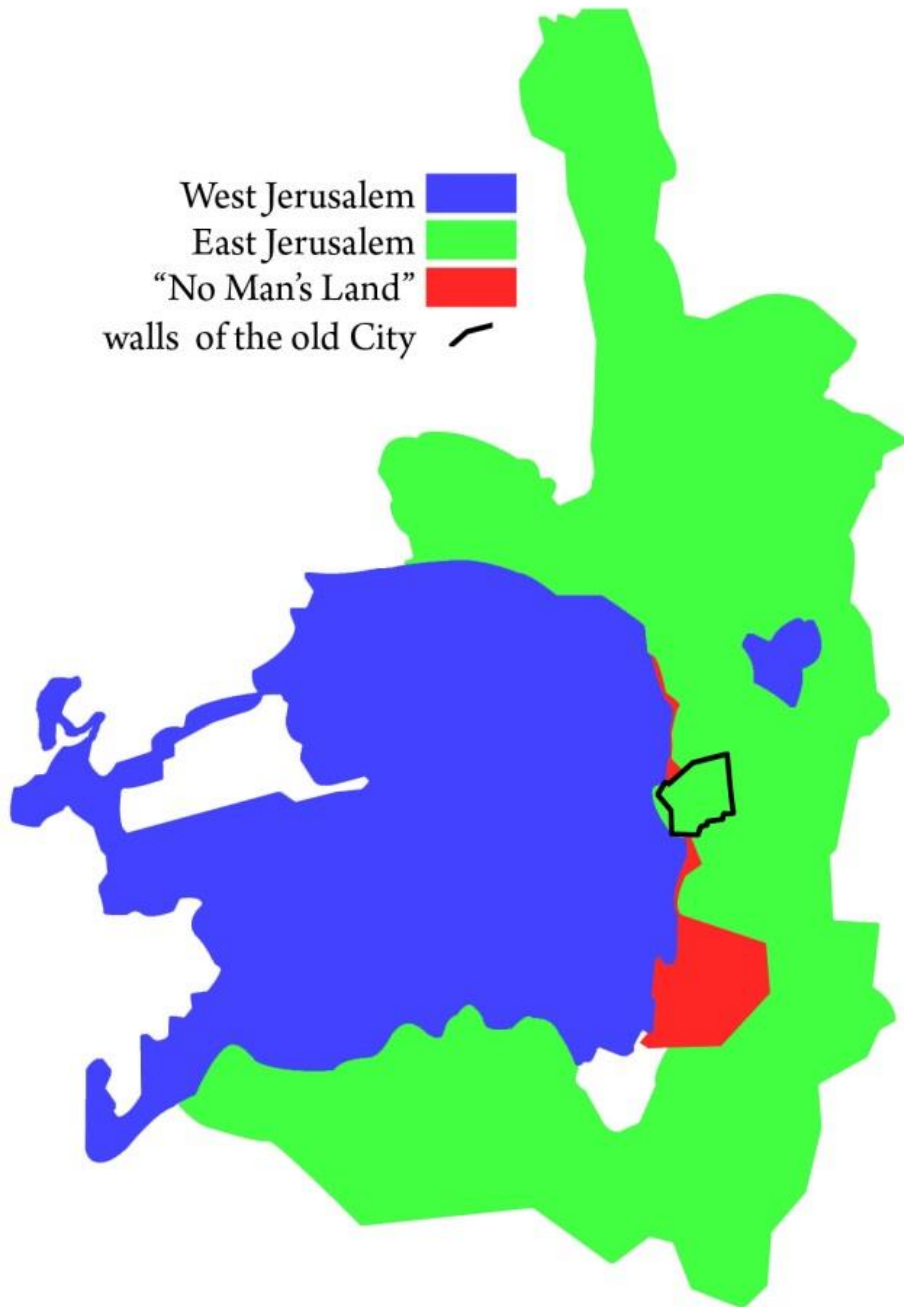 West Jerusalem
East Jerusalem
“No Man’s Land”
walls of the old City